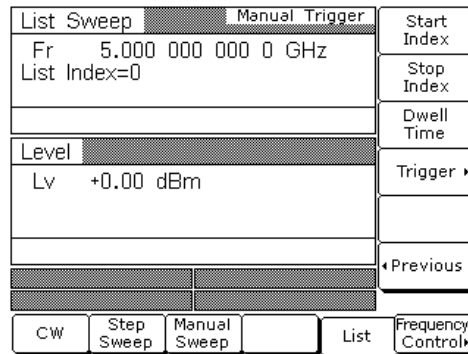 List Sweep
Manual Trigger
Fr 5.000 000 000 0 GHz
List Index=0
Level
Lv +0.00 dBm
Start
Index
Stop
Index
Dwell
Time
Trigger
Previous
CW
Step
Sweep
Manual
Sweep
List
Frequency
Control